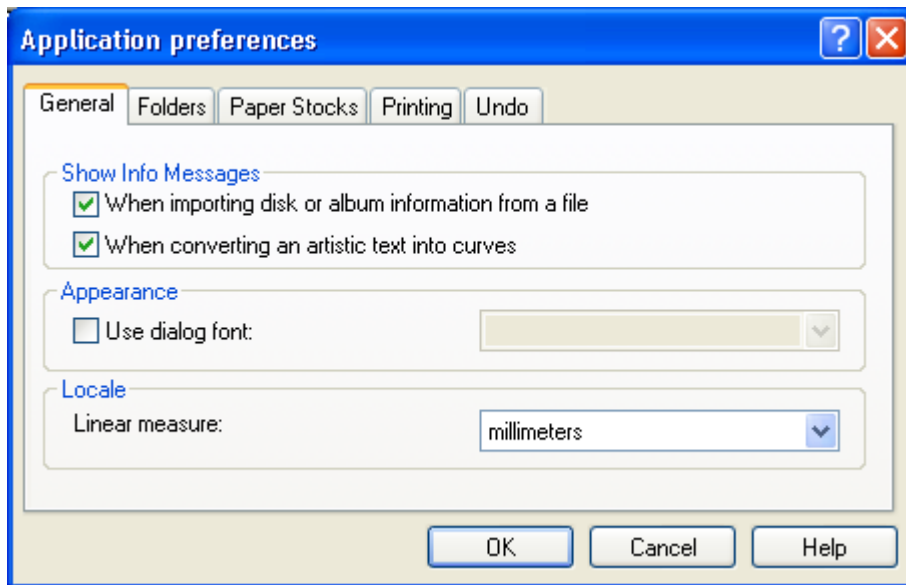 Application preferences
General Folders Paper Stocks Printing Undo
Show Info Messages
When importing disk or album information from a file
When converting an artistic text into curves
Appearance
Use dialog font:
Locale
Linear measure: millimeters
OK Cancel Help